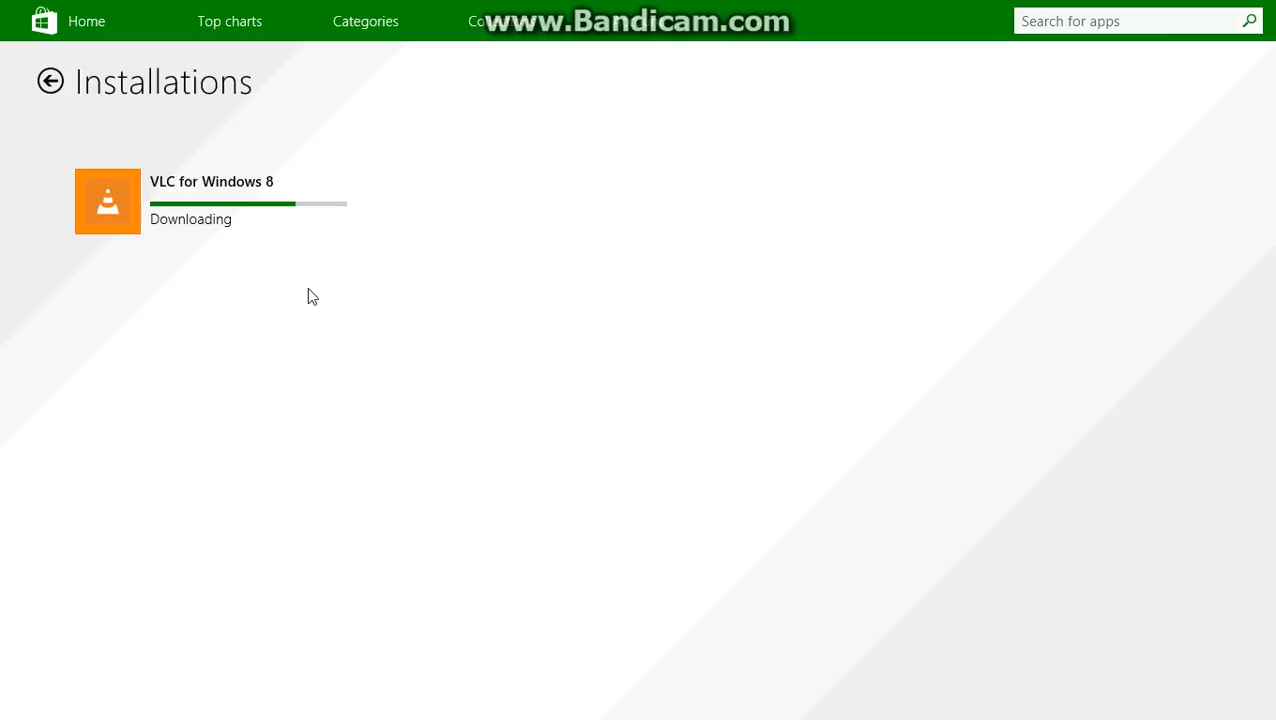 Home
Top charts
Categories
www.Bandicam.com
Search for apps
Installations
VLC for Windows 8
Downloading